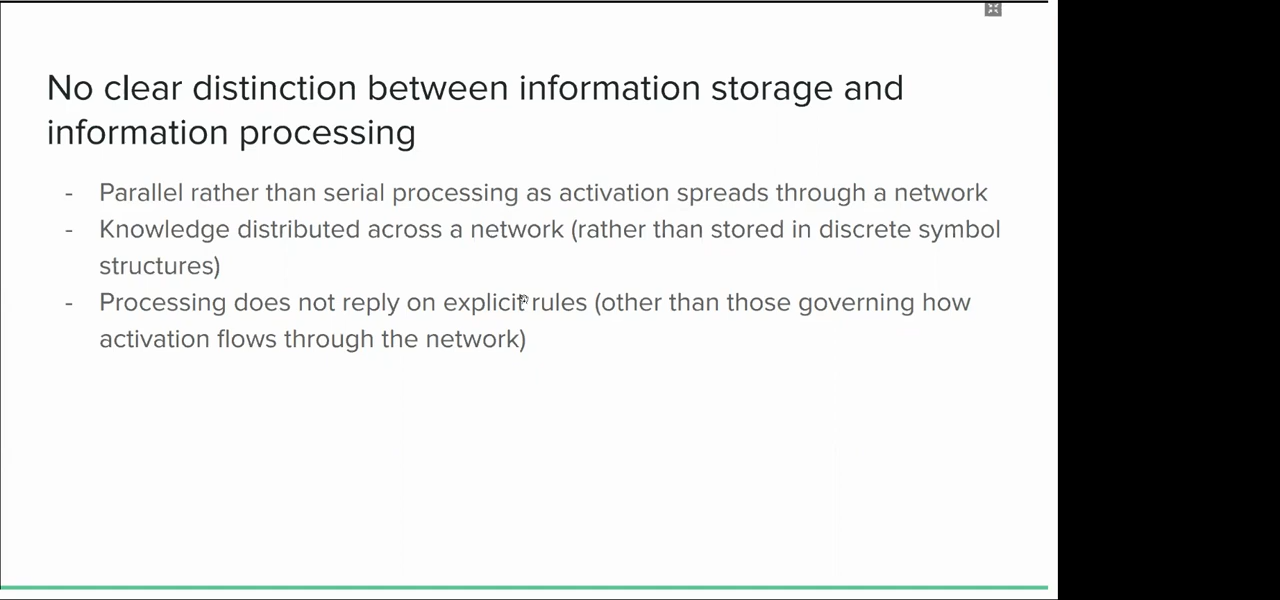 No clear distinction between information storage and
information processing
- Parallel rather than serial processing as activation spreads through a network
- Knowledge distributed across a network (rather than stored in discrete symbol
structures)
- Processing does not reply on explicit rules (other than those governing how
activation flows through the network)